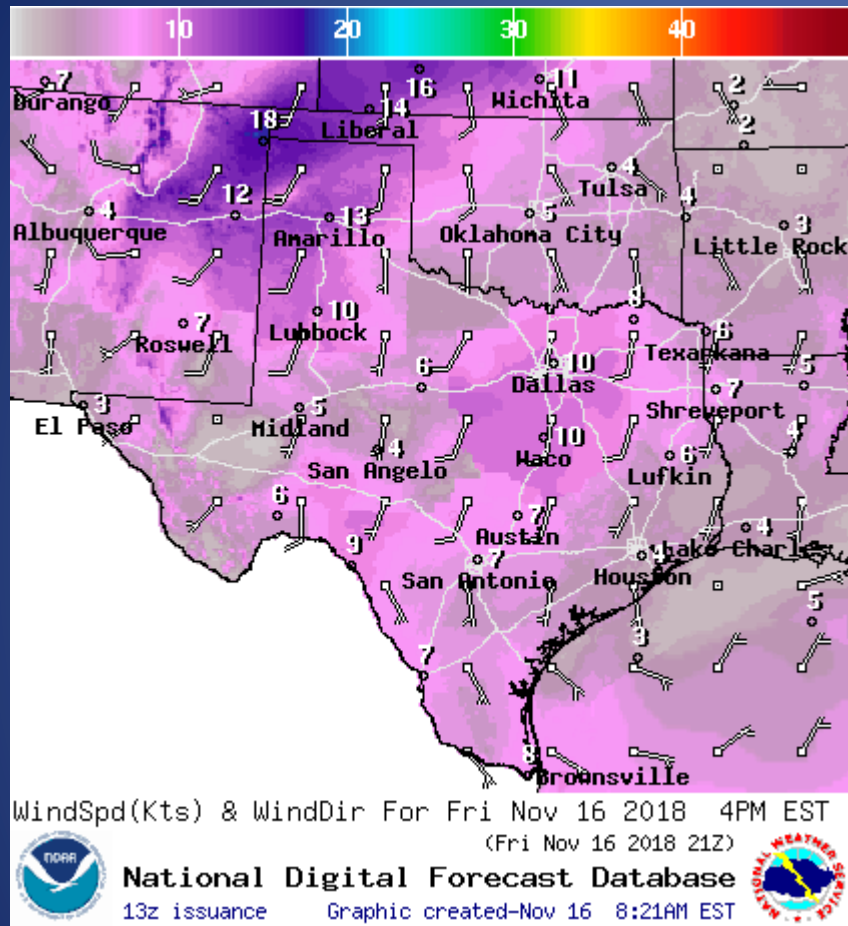 10 20 30 40
7 16 11 2
Durango Wichita
14
Liberal
18 2
4
Tulsa
4 12 13 5 4 3
Albuquerque Amarillo Oklahoma City Little Rock
7 10 8 6
Roswell Lubbock Texarkana
10
6 Dallas 5
3 5 7
El Paso Midland Shreveport
4 10 4
San Angelo Waco 6
Lufkin
6 7 4
Austin
9 7 4 Lake Charles
San Antonio Houston
5
7 3
8
Brownsville
WindSpd(Kts) & WindDir For Fri Nov 16 2018 4PM EST
(Fri Nov 16 2018 21Z)
NOAA
National Digital Forecast Database
NATIONAL WEATHER SERVICE
13z issuance Graphic created-Nov 16 8:21AM EST